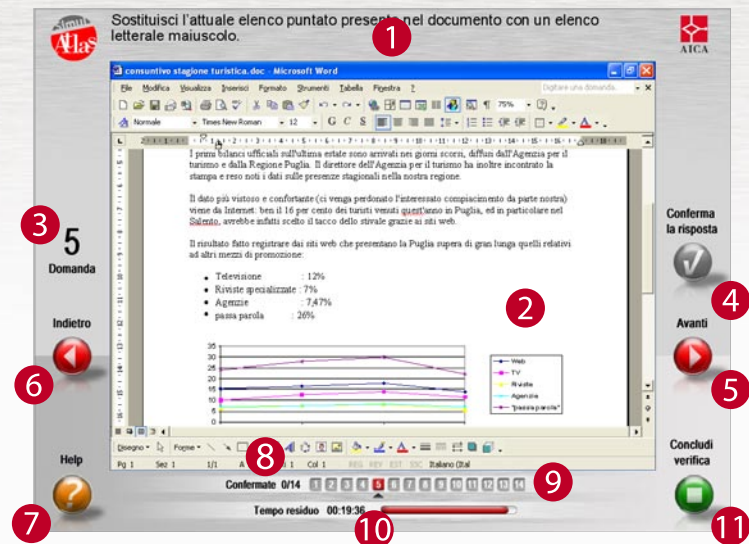 Sostituisci l'attuale elenco puntato presente nel documento con un elenco
letterale maiuscolo.
1
Atlas
AICA
consuntivo stagione turistica.doc - Microsoft Word
File Modifica Visualizza Inserisci Formato Strumenti Tabella Finestra ?
Digitare una domanda.
Normale
Times New Roman
12
G C S
75%
I primi bilanci ufficiali sull'ultima estate sono arrivati nei giorni scorsi, diffusi dall'Agenzia per il
turismo e dalla Regione Puglia. Il direttore dell'Agenzia per il turismo ha inoltre incontrato la
stampa e reso noti i dati sulle presenze stagionali nella nostra regione.
Il dato più vistoso e confortante (ci venga perdonato l'interessato compiacimento da parte nostra)
viene da Internet: ben il 16 per cento dei turisti venuti quest'anno in Puglia, ed in particolare nel
Salento, avrebbe infatti scelto il tacco dello stivale grazie ai siti web.
Il risultato fatto registrare dai siti web che presentano la Puglia supera di gran lunga quelli relativi
ad altri mezzi di promozione:
• Televisione : 12%
• Riviste specializzate : 7%
• Agenzie : 7,47%
• passa parola : 26%
35
30
25
20
15
10
5
0
Web
TV
Riviste
Agenzie
"passa parola"
2
3
5
Domanda
Indietro
6
Help
7
Conferma
la risposta
4
Avanti
5
Concludi
verifica
11
Disegno
Forme
8
Pg 1 Sez 1 1/1 Col 1 REG REV EST SSC Italiano (Ital
Confermate 0/14
1 2 3 4 5 6 7 8 9 10 11 12 13 14
9
Tempo residuo 00:19:36
10